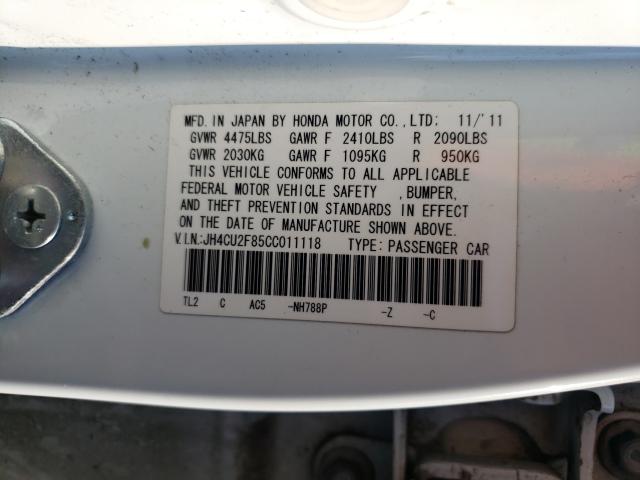 MFD. IN JAPAN BY HONDA MOTOR CO.,LTD: 11/'11
GVWR 4475LBS GAWR F 2410LBS R 2090LBS
GVWR 2030KG GAWR F 1095KG R 950KG
THIS VEHICLE CONFORMS TO ALL APPLICABLE
FEDERAL MOTOR VEHICLE SAFETY ,BUMPER,
AND THEFT PREVENTION STANDARDS IN EFFECT
ON THE DATE OF MANUFACTURE SHOWN ABOVE.
V.I.N.:JH4CU2F85CC011118 TYPE: PASSENGER CAR
TL2 C AC5 -NH788P -Z -C